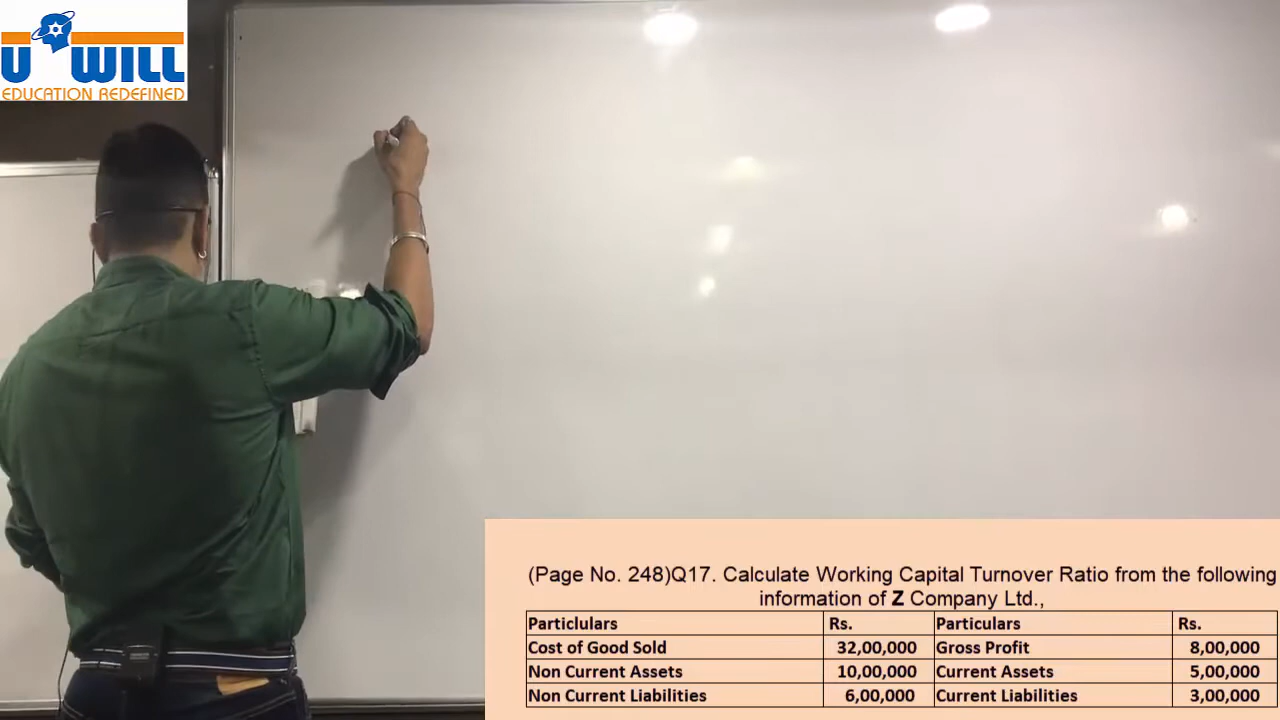 U WILL
EDUCATION REDEFINED
(Page No. 248)Q17. Calculate Working Capital Turnover Ratio from the following
information of Z Company Ltd.,
Particlulars Rs. Particulars Rs.
Cost of Good Sold 32,00,000 Gross Profit 8,00,000
Non Current Assets 10,00,000 Current Assets 5,00,000
Non Current Liabilities 6,00,000 Current Liabilities 3,00,000